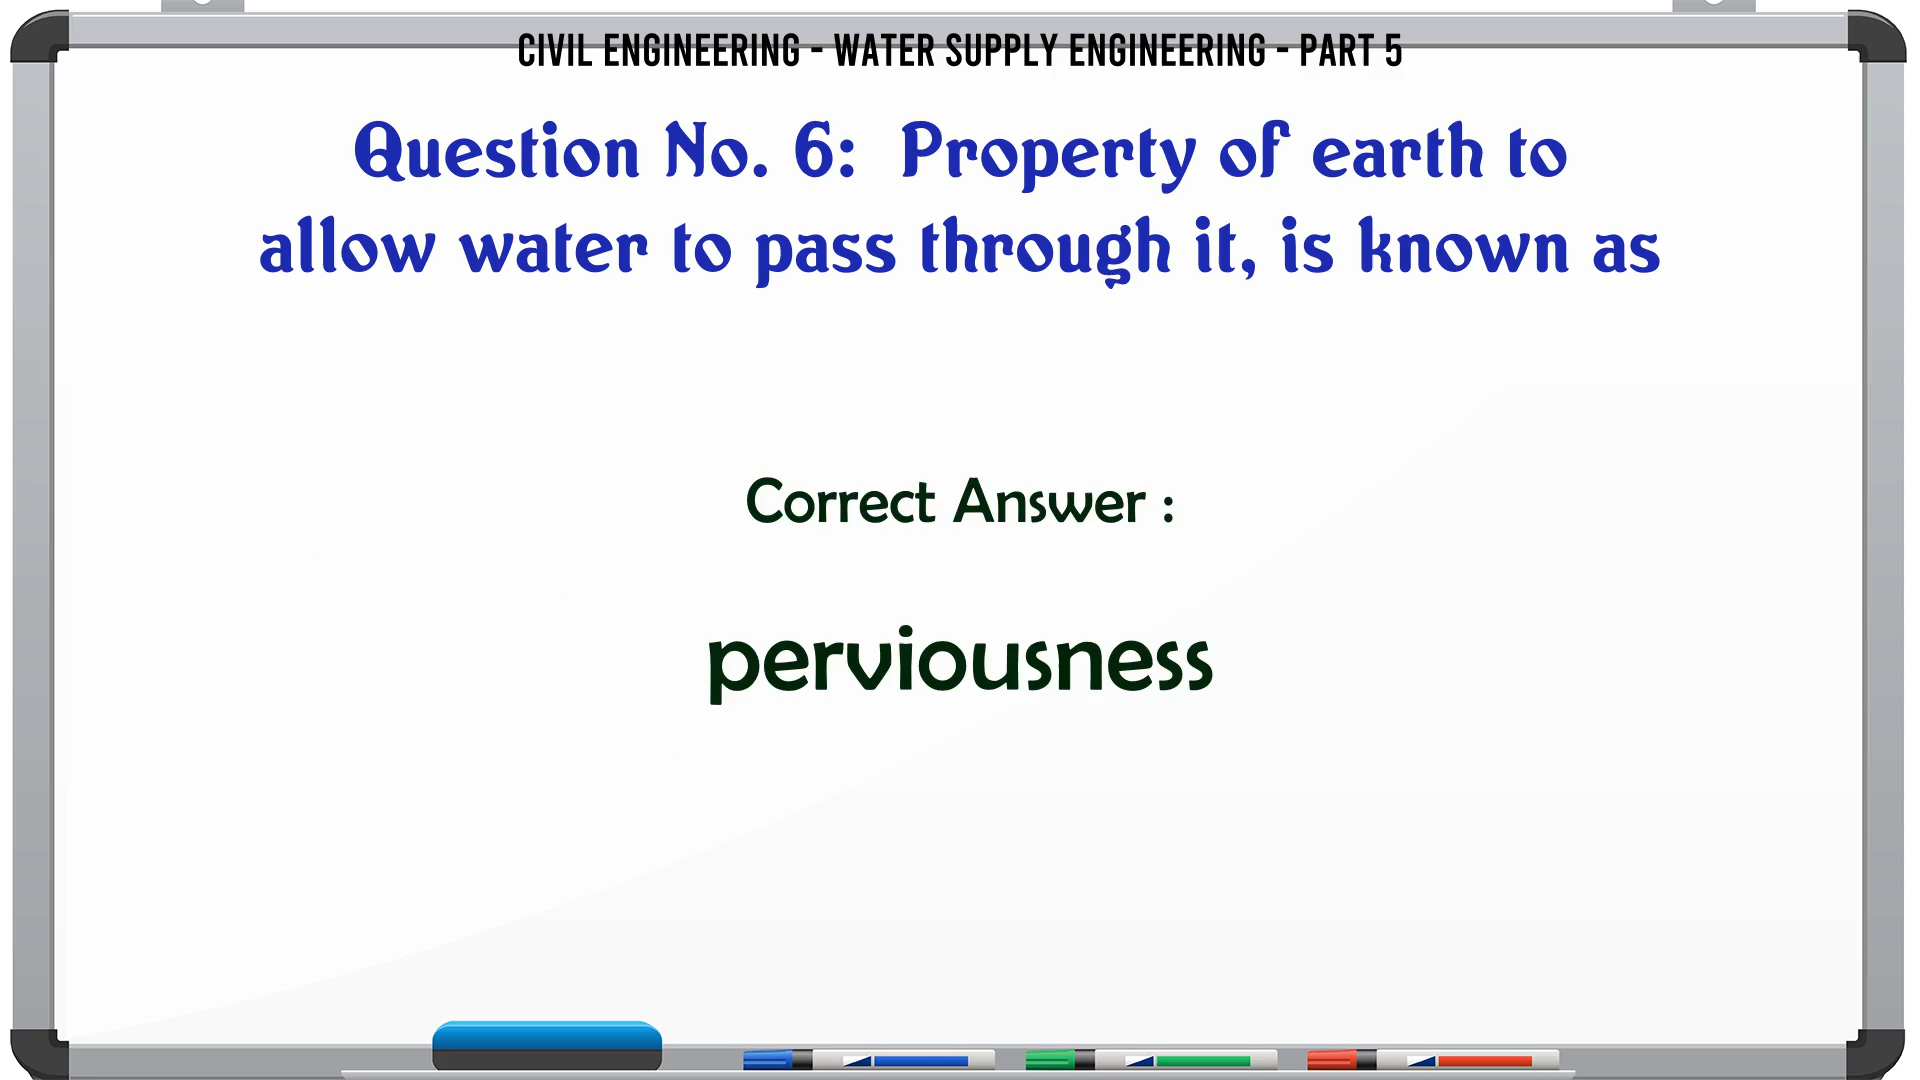 CIVIL ENGINEERING - WATER SUPPLY ENGINEERING - PART 5
Question No. 6: Property of earth to
allow water to pass through it, is known as
Correct Answer :
perviousness